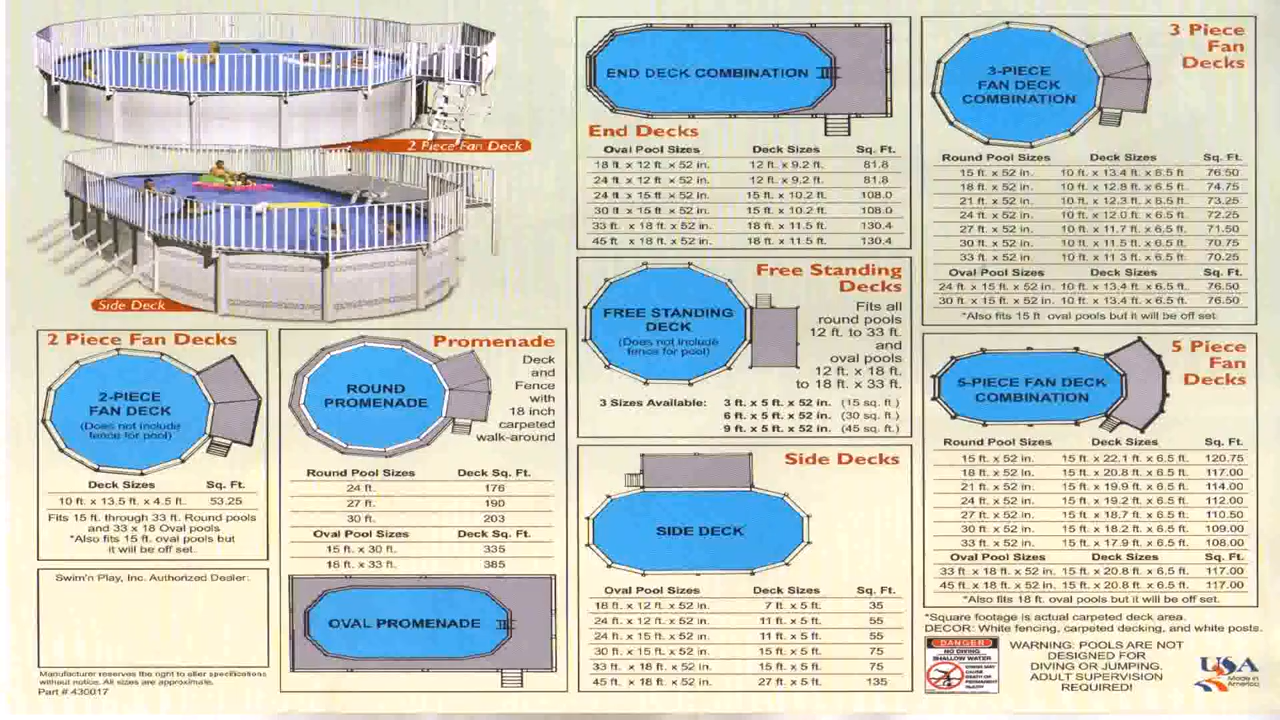 2 Piece Fan Deck
Side Deck
2 Piece Fan Decks
2-PIECE
FAN DECK
(Does not include
fence for pool)
Deck Sizes Sq. Ft.
10 ft. x 13.5 ft. x 4.5 ft. 53.25
Fits 15 ft. through 33 ft. Round pools
and 33 x 18 Oval pools
*Also fits 15 ft. oval pools but
it will be off set.
Swim'n Play, Inc. Authorized Dealer:
Manufacturer reserves the right to alter specifications
without notice. All sizes are approximate.
Part # 430017
Promenade
ROUND
PROMENADE
Deck
and
Fence
with
18 inch
carpeted
walk-around
Round Pool Sizes Deck Sq. Ft.
24 ft. 176
27 ft. 190
30 ft. 203
Oval Pool Sizes Deck Sq. Ft.
15 ft. x 30 ft. 335
18 ft. x 33 ft. 385
OVAL PROMENADE
END DECK COMBINATION
End Decks
Oval Pool Sizes Deck Sizes Sq. Ft.
18 ft. x 12 ft. x 52 in. 12 ft. x 9.2 ft. 81.8
24 ft. x 12 ft. x 52 in. 12 ft. x 9.2 ft. 81.8
24 ft. x 15 ft. x 52 in. 15 ft. x 10.2 ft. 108.0
30 ft. x 15 ft. x 52 in. 15 ft. x 10.2 ft. 108.0
33 ft. x 18 ft. x 52 in. 18 ft. x 11.5 ft. 130.4
45 ft. x 18 ft. x 52 in. 18 ft. x 11.5 ft. 130.4
Free Standing
Decks
FREE STANDING
DECK
(Does not include
fence for pool)
Fits all
round pools
12 ft. to 33 ft.
and
oval pools
12 ft. x 18 ft.
to 18 ft. x 33 ft.
3 Sizes Available: 3 ft. x 5 ft. x 52 in. (15 sq. ft.)
6 ft. x 5 ft. x 52 in. (30 sq. ft.)
9 ft. x 5 ft. x 52 in. (45 sq. ft.)
Side Decks
SIDE DECK
Oval Pool Sizes Deck Sizes Sq. Ft.
18 ft. x 12 ft. x 52 in. 7 ft. x 5 ft. 35
24 ft. x 12 ft. x 52 in. 11 ft. x 5 ft. 55
24 ft. x 15 ft. x 52 in. 11 ft. x 5 ft. 55
30 ft. x 15 ft. x 52 in. 15 ft. x 5 ft. 75
33 ft. x 18 ft. x 52 in. 15 ft. x 5 ft. 75
45 ft. x 18 ft. x 52 in. 27 ft. x 5 ft. 135
3 Piece
Fan
Decks
3-PIECE
FAN DECK
COMBINATION
Round Pool Sizes Deck Sizes Sq. Ft.
15 ft. x 52 in. 10 ft. x 13.4 ft. x 6.5 ft 76.50
18 ft. x 52 in. 10 ft. x 12.8 ft. x 6.5 ft. 74.75
21 ft. x 52 in. 10 ft. x 12.3 ft. x 6.5 ft. 73.25
24 ft. x 52 in. 10 ft. x 12.0 ft. x 6.5 ft. 72.25
27 ft. x 52 in. 10 ft. x 11.7 ft. x 6.5 ft. 71.50
30 ft. x 52 in. 10 ft. x 11.5 ft. x 6.5 ft. 70.75
33 ft. x 52 in. 10 ft. x 11.3 ft. x 6.5 ft. 70.25
Oval Pool Sizes Deck Sizes Sq. Ft.
24 ft. x 15 ft. x 52 in. 10 ft. x 13.4 ft. x 6.5 ft. 76.50
30 ft. x 15 ft. x 52 in. 10 ft. x 13.4 ft. x 6.5 ft. 76.50
*Also fits 15 ft. oval pools but it will be off set.
5 Piece
Fan
Decks
5-PIECE FAN DECK
COMBINATION
Round Pool Sizes Deck Sizes Sq. Ft.
15 ft. x 52 in. 15 ft. x 22.1 ft. x 6.5 ft. 120.75
18 ft. x 52 in. 15 ft. x 20.8 ft. x 6.5 ft. 117.00
21 ft. x 52 in. 15 ft. x 19.9 ft. x 6.5 ft. 114.00
24 ft. x 52 in. 15 ft. x 19.2 ft. x 6.5 ft. 112.00
27 ft. x 52 in. 15 ft. x 18.7 ft. x 6.5 ft. 110.50
30 ft. x 52 in. 15 ft. x 18.2 ft. x 6.5 ft. 109.00
33 ft. x 52 in. 15 ft. x 17.9 ft. x 6.5 ft. 108.00
Oval Pool Sizes Deck Sizes Sq. Ft.
33 ft. x 18 ft. x 52 in. 15 ft. x 20.8 ft. x 6.5 ft. 117.00
45 ft. x 18 ft. x 52 in. 15 ft. x 20.8 ft. x 6.5 ft. 117.00
*Also fits 18 ft. oval pools but it will be off set.
*Square footage is actual carpeted deck area.
DECOR: White fencing, carpeted decking, and white posts.
DANGER
NO DIVING
SHALLOW WATER
DIVING MAY
CAUSE
DEATH OR
PERMANENT
INJURY
WARNING: POOLS ARE NOT
DESIGNED FOR
DIVING OR JUMPING.
ADULT SUPERVISION
REQUIRED!
USA
Made in
America